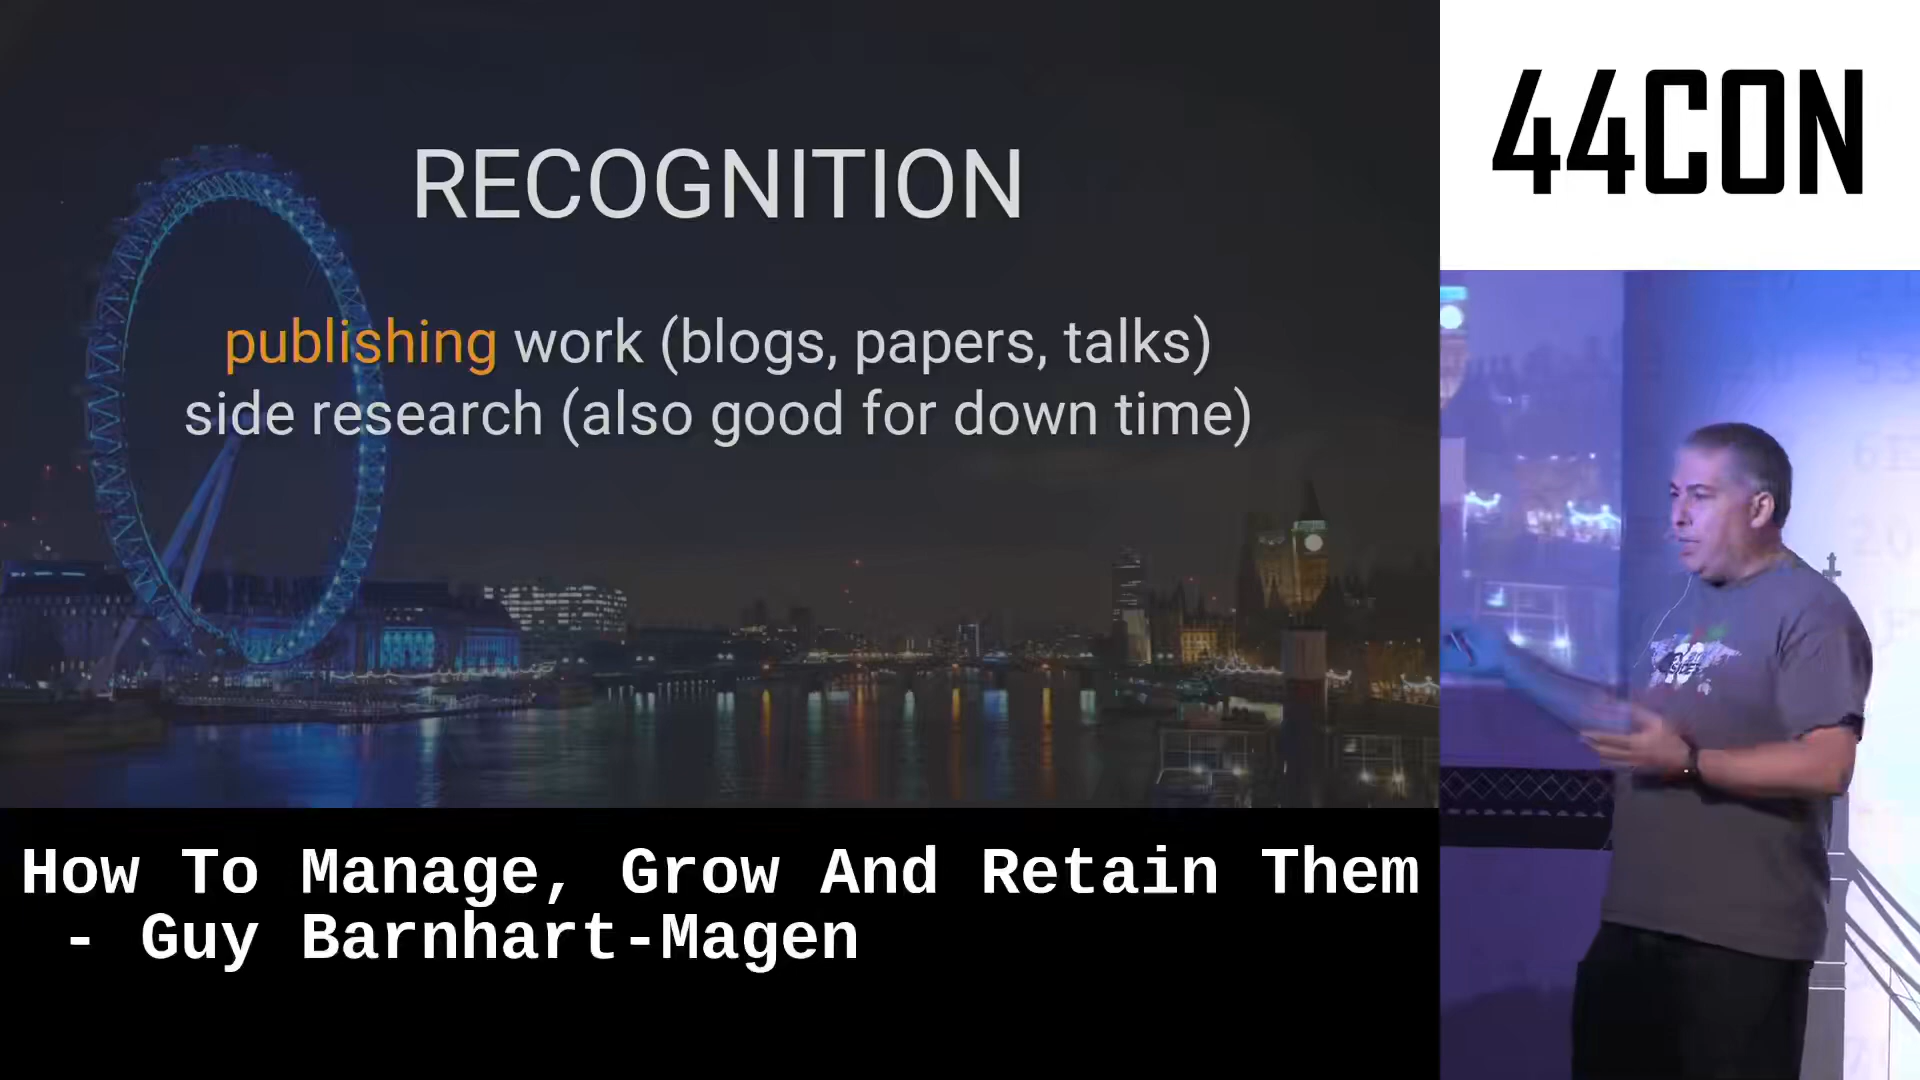 RECOGNITION
publishing work (blogs, papers, talks)
side research (also good for down time)
44CON
How To Manage, Grow And Retain Them
- Guy Barnhart-Magen